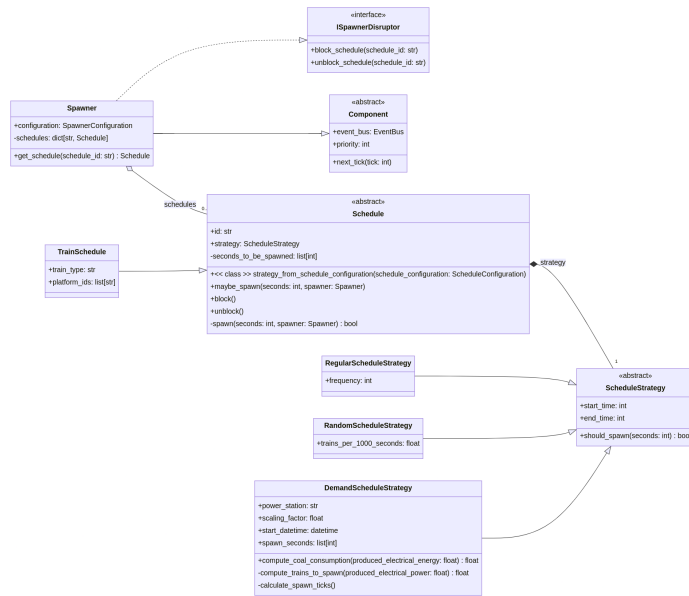 «interface»
ISpawnerDisruptor
+block_schedule(schedule_id: str)
+unblock_schedule(schedule_id: str)
Spawner
+configuration: SpawnerConfiguration
-schedules: dict[str, Schedule]
+get_schedule(schedule_id: str) : Schedule
«abstract»
Component
+event_bus: EventBus
+priority: int
+next_tick(tick: int)
schedules
«abstract»
Schedule
+id: str
+strategy: ScheduleStrategy
-seconds_to_be_spawned: list[int]
+<< class >> strategy_from_schedule_configuration(schedule_configuration: ScheduleConfiguration)
+maybe_spawn(seconds: int, spawner: Spawner)
+block()
+unblock()
-spawn(seconds: int, spawner: Spawner) : bool
TrainSchedule
+train_type: str
+platform_ids: list[str]
strategy
1
RegularScheduleStrategy
+frequency: int
«abstract»
ScheduleStrategy
+start_time: int
+end_time: int
+should_spawn(seconds: int) : bool
RandomScheduleStrategy
+trains_per_1000_seconds: float
DemandScheduleStrategy
+power_station: str
+scaling_factor: float
+start_datetime: datetime
+spawn_seconds: list[int]
+compute_coal_consumption(produced_electrical_energy: float) : float
-compute_trains_to_spawn(produced_electrical_power: float) : float
-calculate_spawn_ticks()